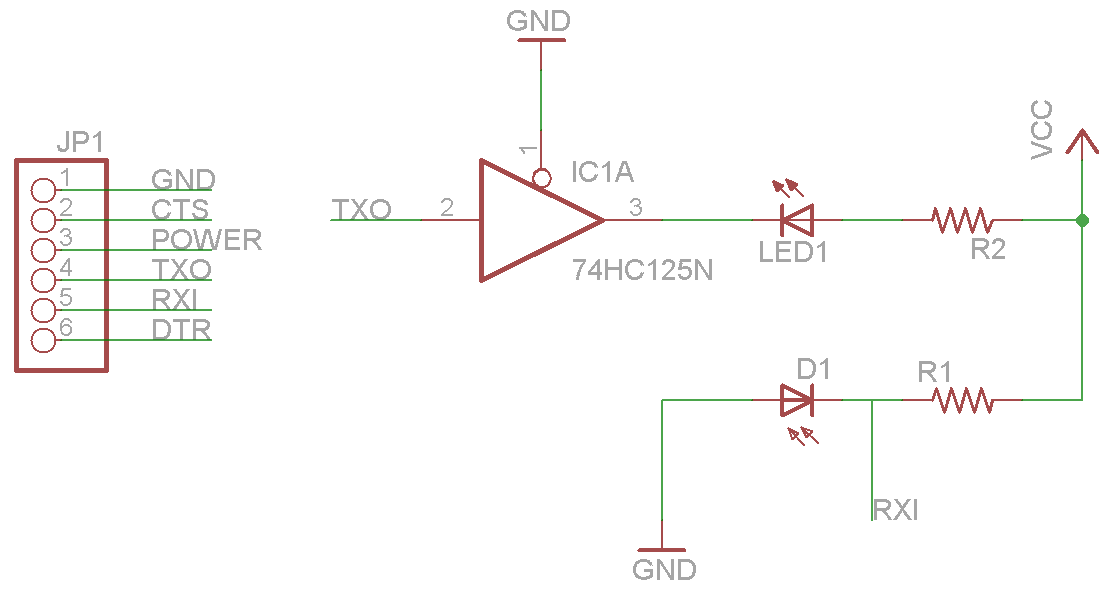 GND
JP1
1 GND
2 CTS
3 POWER
4 TXO
5 RXI
6 DTR
1
IC1A
TXO 2
3
74HC125N
LED1
R2
VCC
D1
R1
RXI
GND